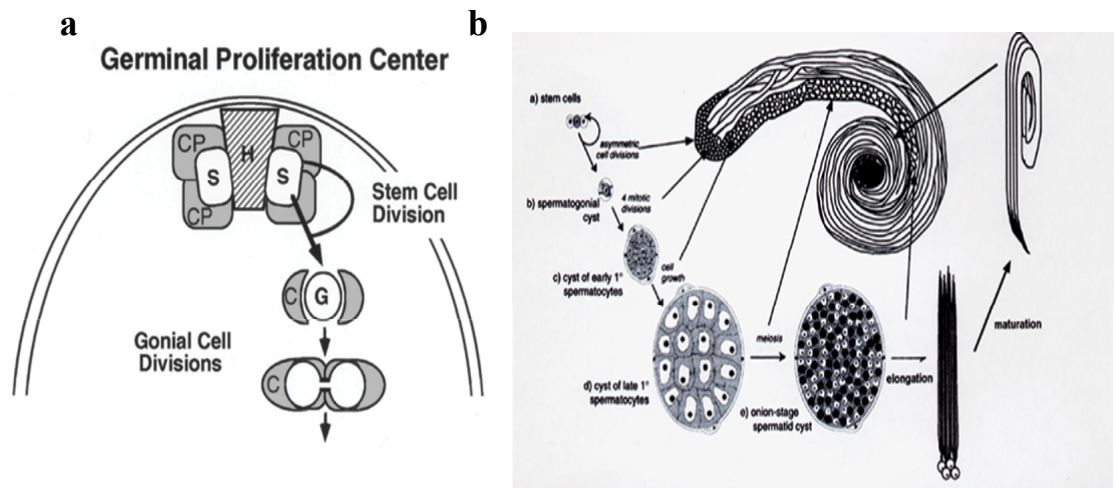 a
Germinal Proliferation Center
CP
H
CP
S
S
CP
Stem Cell
Division
C
G
Gonial Cell
Divisions
C
b
a) stem cells
asymmetric
cell divisions
b) spermatogonial
cyst
4 mitotic
divisions
c) cyst of early 1°
spermatocytes
cell
growth
d) cyst of late 1°
spermatocytes
meiosis
e) onion-stage
spermatid cyst
elongation
maturation